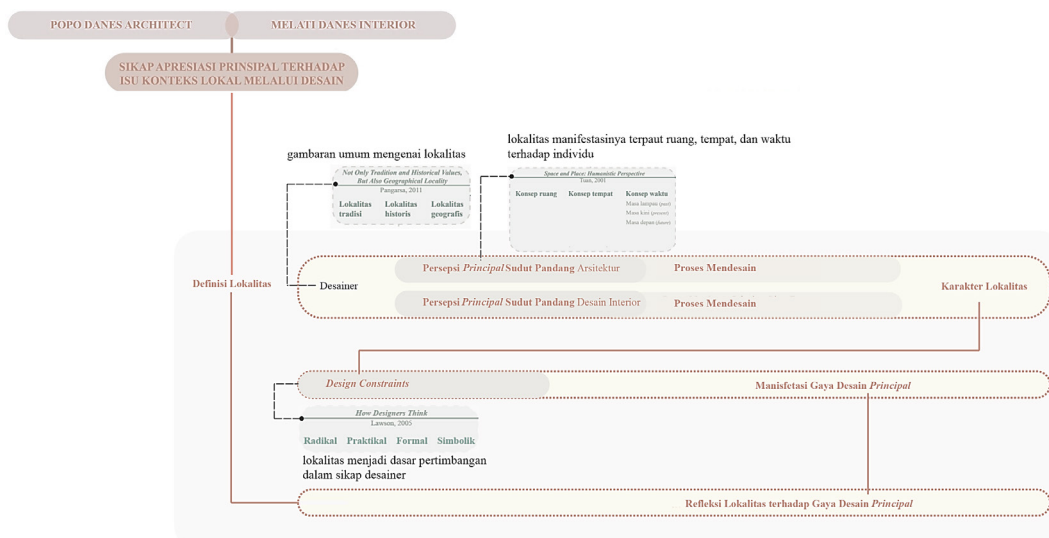 POPO DANES ARCHITECT
MELATI DANES INTERIOR
SIKAP APRESIASI PRINSIPAL TERHADAP
ISU KONTEKS LOKAL MELALUI DESAIN
gambaran umum mengenai lokalitas
Not Only Tradition and Historical Values,
But Also Geographical Locality
Pangarsa, 2011
Lokalitas tradisi
Lokalitas historis
Lokalitas geografis
lokalitas manifestasinya terpaut ruang, tempat, dan waktu
terhadap individu
Space and Place: Humanistic Perspective
Tuan, 2001
Konsep ruang
Konsep tempat
Konsep waktu
Masa lampau (past)
Masa kini (present)
Masa depan (future)
Definisi Lokalitas
Desainer
Persepsi Principal Sudut Pandang Arsitektur
Proses Mendesain
Persepsi Principal Sudut Pandang Desain Interior
Proses Mendesain
Karakter Lokalitas
Design Constraints
Manisfetasi Gaya Desain Principal
How Designers Think
Lawson, 2005
Radikal
Praktikal
Formal
Simbolik
lokalitas menjadi dasar pertimbangan
dalam sikap desainer
Refleksi Lokalitas terhadap Gaya Desain Principal